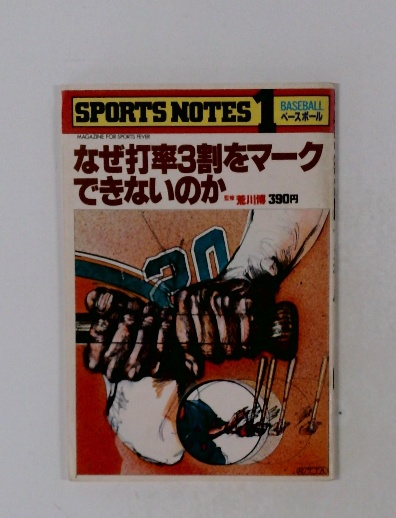 SPORTS NOTES 1
BASEBALL
ベースボール
MAGAZINE FOR SPORTS FEVER
なぜ打率3割をマーク
できないのか
監修 荒川博 390円
20